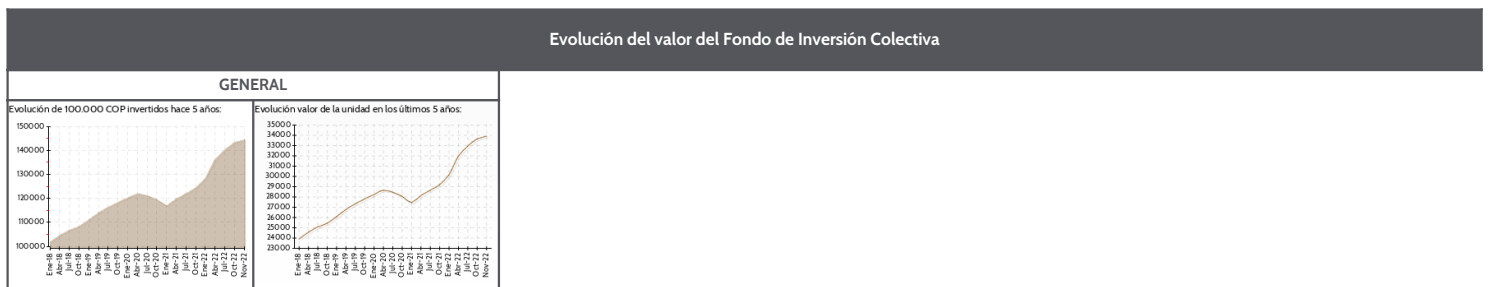 Evolución del valor del Fondo de Inversión Colectiva
GENERAL
Evolución de 100.000 COP invertidos hace 5 años:
150000
140000
130000
120000
110000
100000
Ene-18
Abr-18
Jul-18
Oct-18
Ene-19
Abr-19
Jul-19
Oct-19
Ene-20
Abr-20
Jul-20
Oct-20
Ene-21
Abr-21
Jul-21
Oct-21
Ene-22
Abr-22
Jul-22
Oct-22
Nov-22
Evolución valor de la unidad en los últimos 5 años:
35000
34000
33000
32000
31000
30000
29000
28000
27000
26000
25000
24000
23000
Ene-18
Abr-18
Jul-18
Oct-18
Ene-19
Abr-19
Jul-19
Oct-19
Ene-20
Abr-20
Jul-20
Oct-20
Ene-21
Abr-21
Jul-21
Oct-21
Ene-22
Abr-22
Jul-22
Oct-22
Nov-22